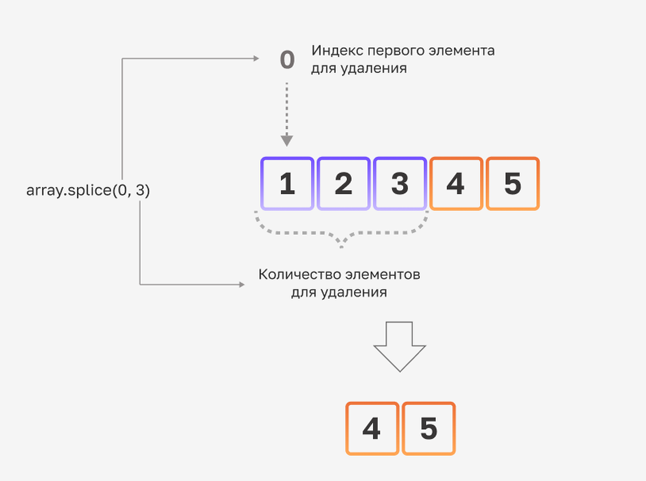 0
Индекс первого элемента
для удаления
array.splice(0, 3)
1 2 3 4 5
Количество элементов
для удаления
4 5